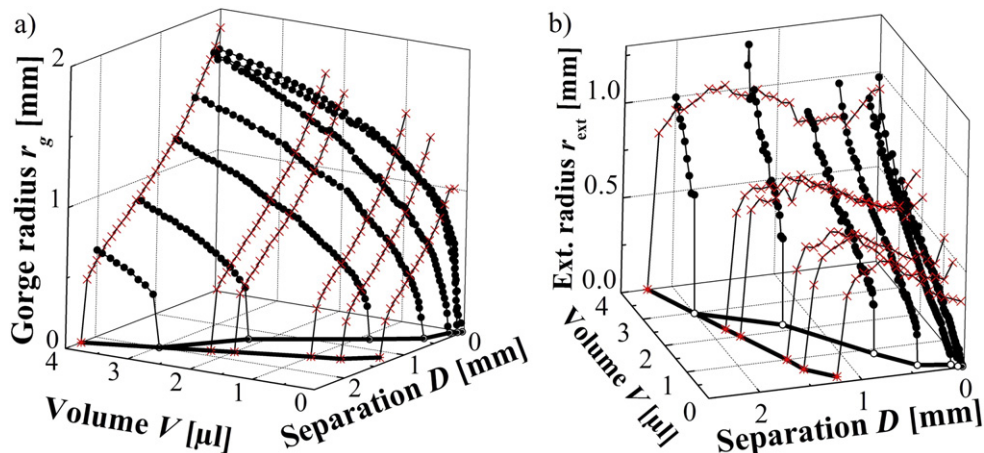 a)
Gorge radius r_g [mm]
2
1
0
4
3
2
1
0
Volume V [µl]
2
1
0
Separation D [mm]
b)
Ext. radius r_ext [mm]
1.0
0.5
0.0
4
3
2
1
0
Volume V [µl]
2
1
0
Separation D [mm]